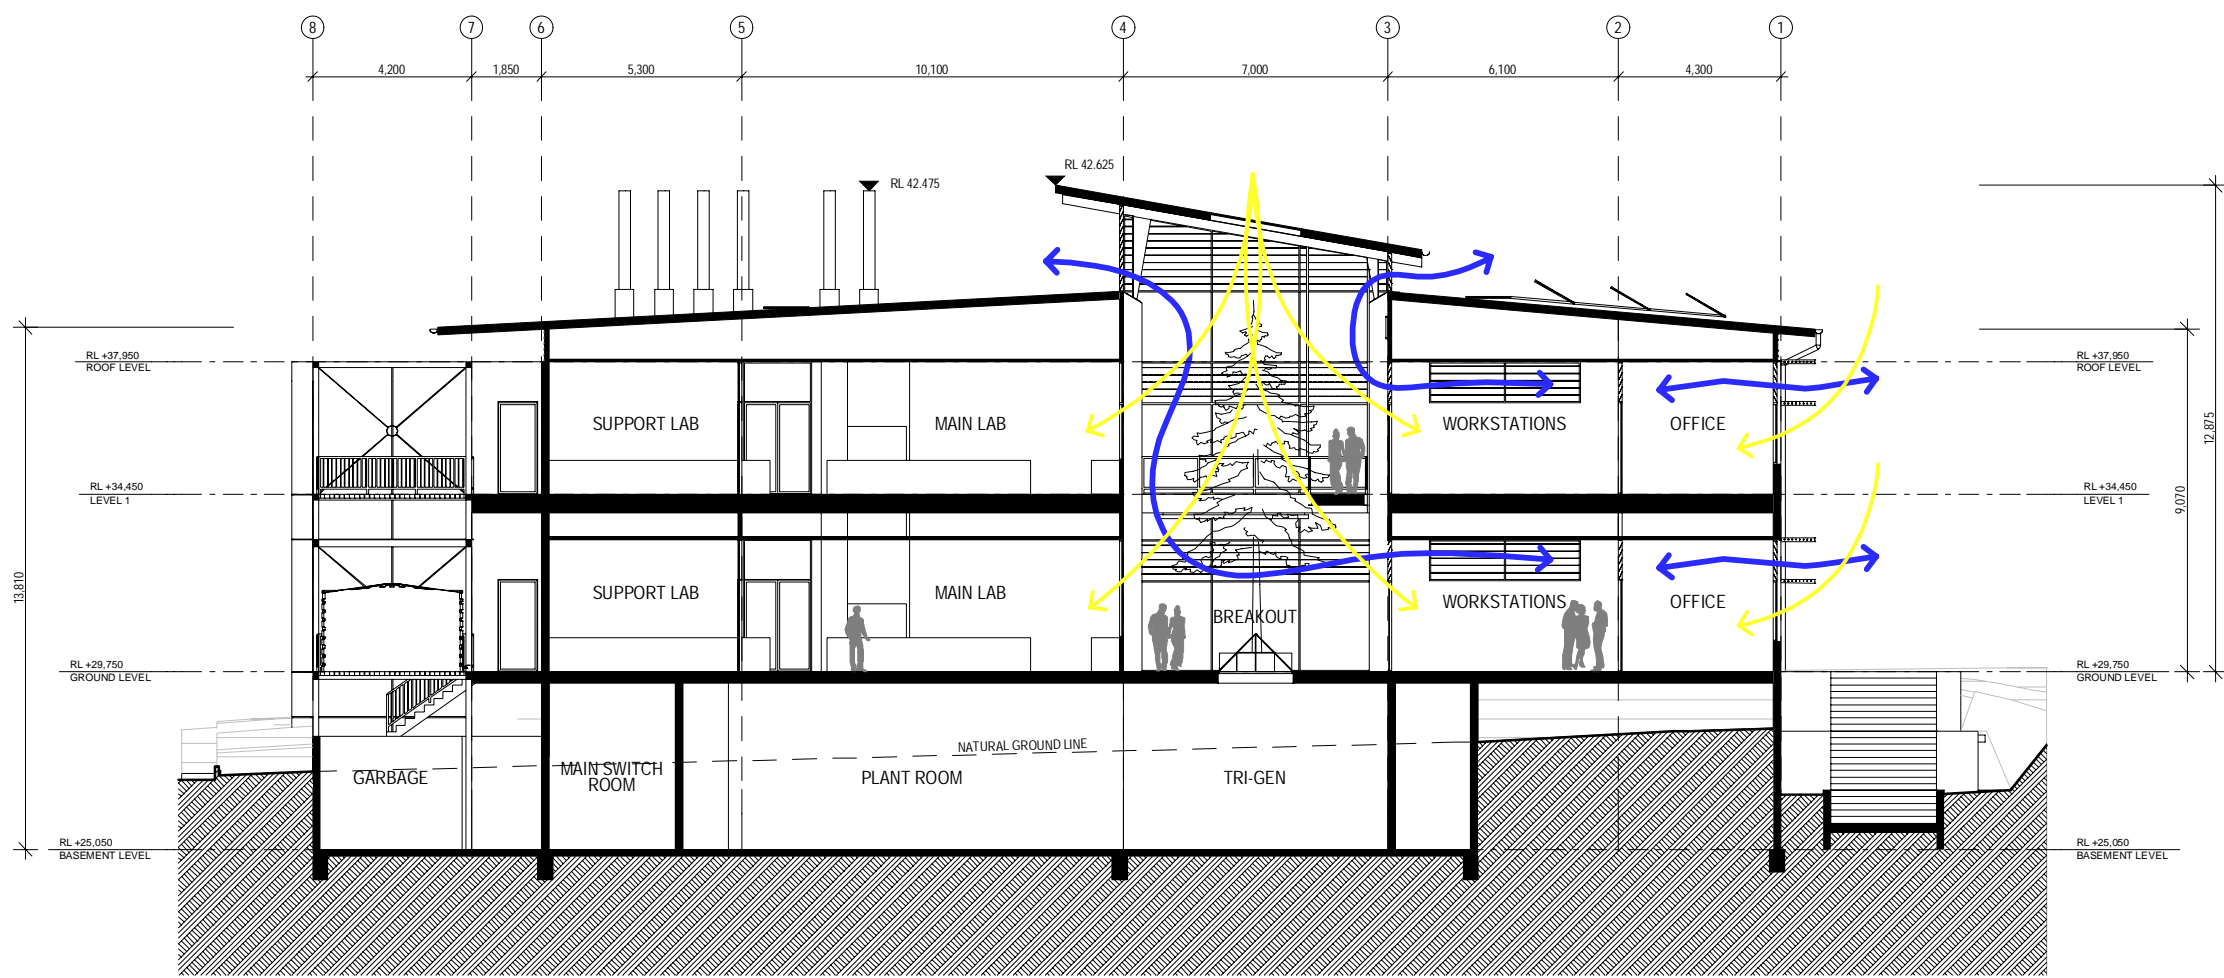 8 7 6 5 4 3 2 1
4,200 1,850 5,300 10,100 7,000 6,100 4,300
RL 42.625
RL 42.475
RL +37,950
ROOF LEVEL
RL +37,950
ROOF LEVEL
SUPPORT LAB MAIN LAB WORKSTATIONS OFFICE
12,875
RL +34,450
LEVEL 1
RL +34,450
LEVEL 1
9,070
13,810
SUPPORT LAB MAIN LAB WORKSTATIONS OFFICE
BREAKOUT
RL +29,750
GROUND LEVEL
RL +29,750
GROUND LEVEL
NATURAL GROUND LINE
GARBAGE
MAIN SWITCH
ROOM
PLANT ROOM
TRI-GEN
RL +25,050
BASEMENT LEVEL
RL +25,050
BASEMENT LEVEL